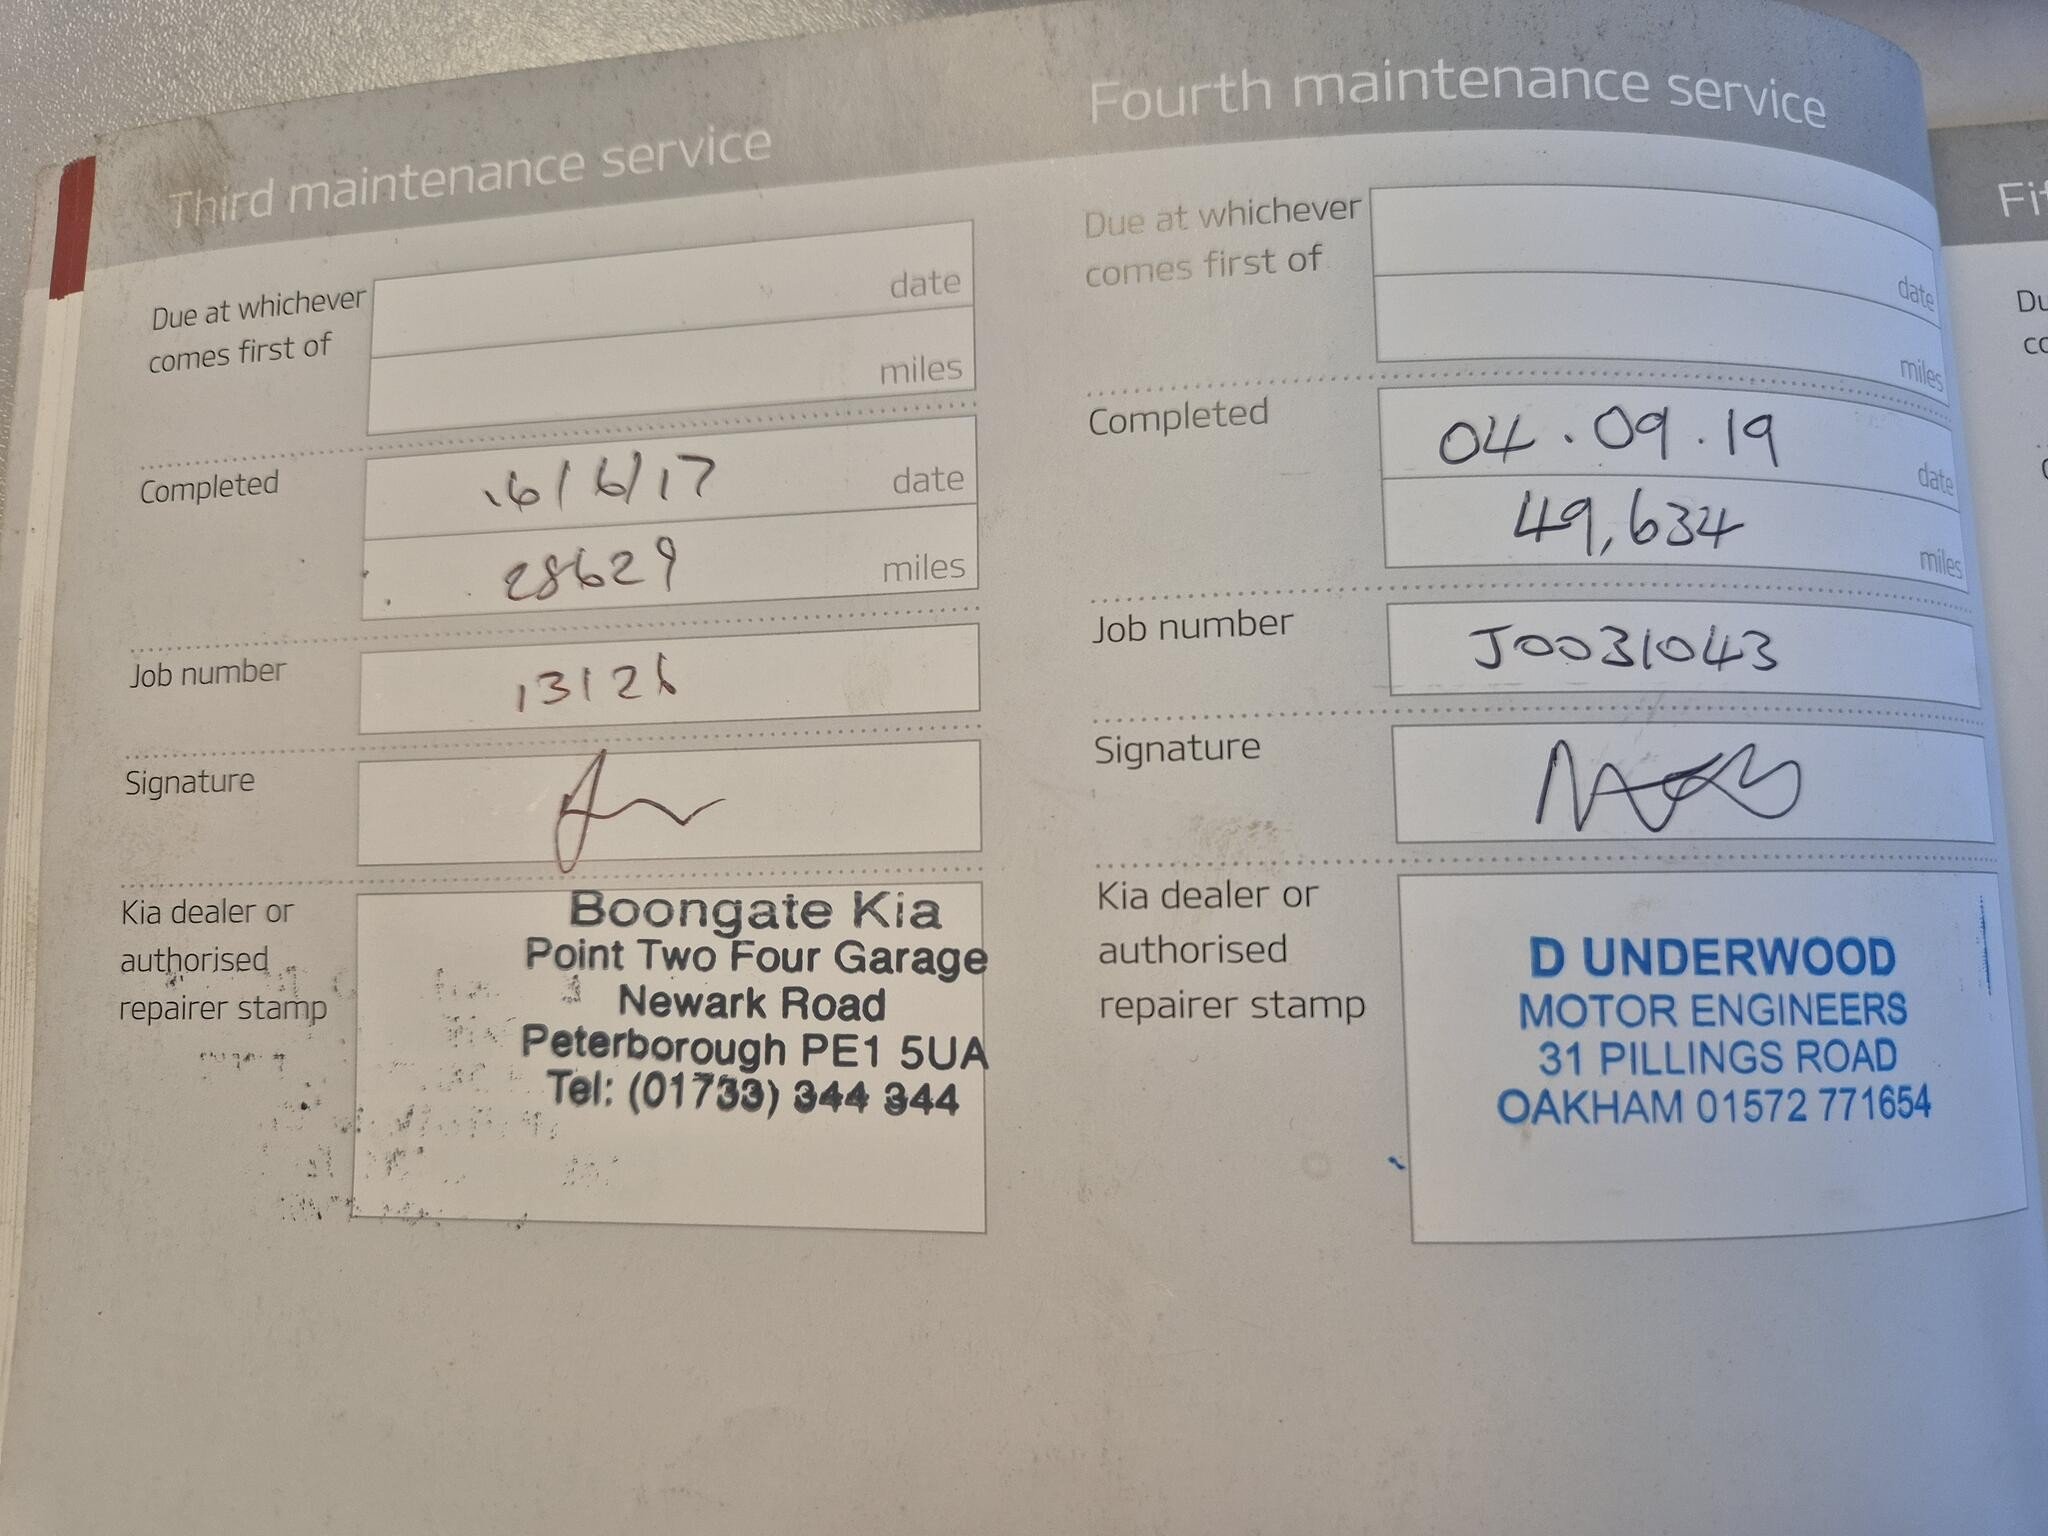 Third maintenance service
Due at whichever
comes first of
date
miles
Completed
16/6/17
date
28629
miles
Job number
13126
Signature
Kia dealer or
authorised
repairer stamp
Boongate Kia
Point Two Four Garage
Newark Road
Peterborough PE1 5UA
Tel: (01733) 344 344
Fourth maintenance service
Due at whichever
comes first of
date
miles
Completed
04.09.19
date
49,634
miles
Job number
J0031043
Signature
Kia dealer or
authorised
repairer stamp
D UNDERWOOD
MOTOR ENGINEERS
31 PILLINGS ROAD
OAKHAM 01572 771654
Fif
Du
co